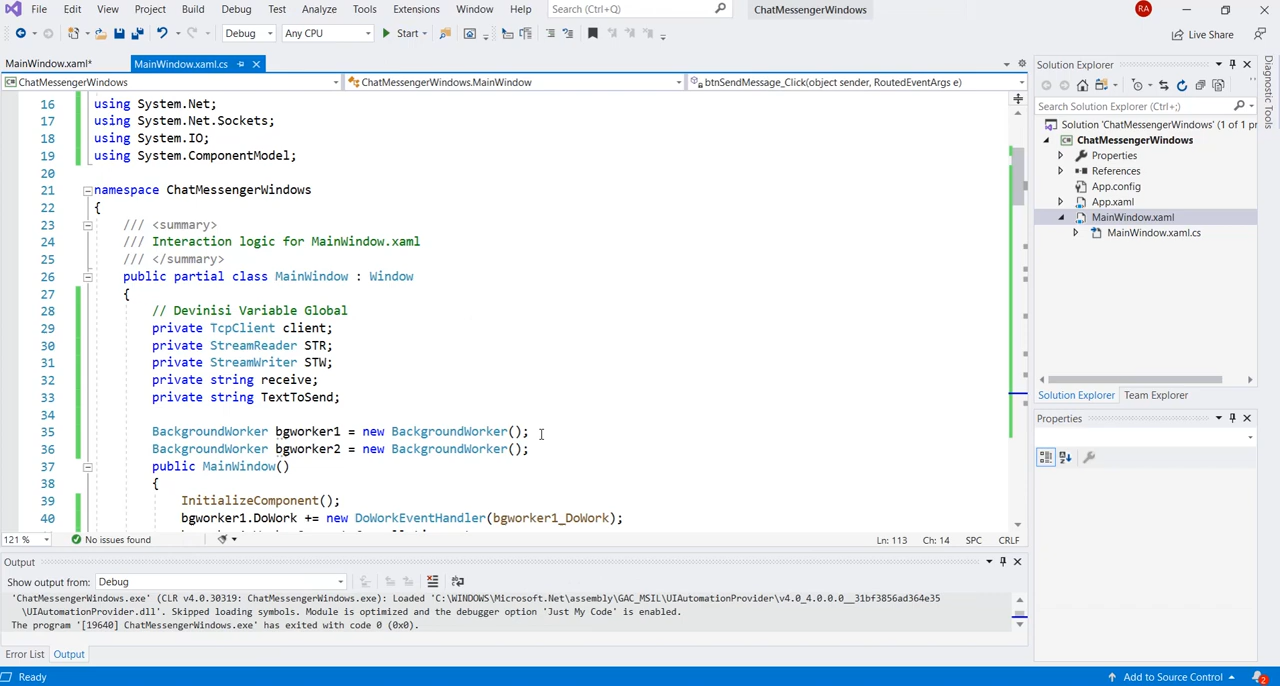 File Edit View Project Build Debug Test Analyze Tools Extensions Window Help Search (Ctrl+Q) ChatMessengerWindows RA
Debug Any CPU Start Live Share
MainWindow.xaml* MainWindow.xaml.cs
ChatMessengerWindows ChatMessengerWindows.MainWindow btnSendMessage_Click(object sender, RoutedEventArgs e)
16 using System.Net;
17 using System.Net.Sockets;
18 using System.IO;
19 using System.ComponentModel;
20
21 namespace ChatMessengerWindows
22 {
23 /// <summary>
24 /// Interaction logic for MainWindow.xaml
25 /// </summary>
26 public partial class MainWindow : Window
27 {
28 // Devinisi Variable Global
29 private TcpClient client;
30 private StreamReader STR;
31 private StreamWriter STW;
32 private string receive;
33 private string TextToSend;
34
35 BackgroundWorker bgworker1 = new BackgroundWorker();
36 BackgroundWorker bgworker2 = new BackgroundWorker();
37 public MainWindow()
38 {
39 InitializeComponent();
40 bgworker1.DoWork += new DoWorkEventHandler(bgworker1_DoWork);
121 % No issues found Ln: 113 Ch: 14 SPC CRLF
Output
Show output from: Debug
'ChatMessengerWindows.exe' (CLR v4.0.30319: ChatMessengerWindows.exe): Loaded 'C:\WINDOWS\Microsoft.Net\assembly\GAC_MSIL\UIAutomationProvider\v4.0_4.0.0.0__31bf3856ad364e35
\UIAutomationProvider.dll'. Skipped loading symbols. Module is optimized and the debugger option 'Just My Code' is enabled.
The program '[19640] ChatMessengerWindows.exe' has exited with code 0 (0x0).
Error List Output
Ready Add to Source Control 2
Solution Explorer
Search Solution Explorer (Ctrl+;)
Solution 'ChatMessengerWindows' (1 of 1 pr
ChatMessengerWindows
Properties
References
App.config
App.xaml
MainWindow.xaml
MainWindow.xaml.cs
Solution Explorer Team Explorer
Properties
Diagnostic Tools